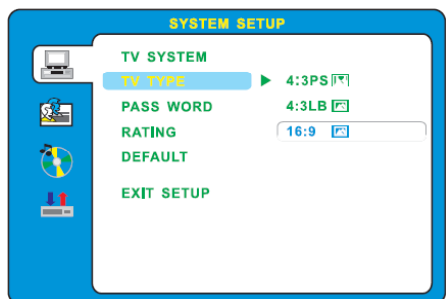 SYSTEM SETUP
TV SYSTEM
TV TYPE 4:3PS
PASS WORD 4:3LB
RATING 16:9
DEFAULT
EXIT SETUP